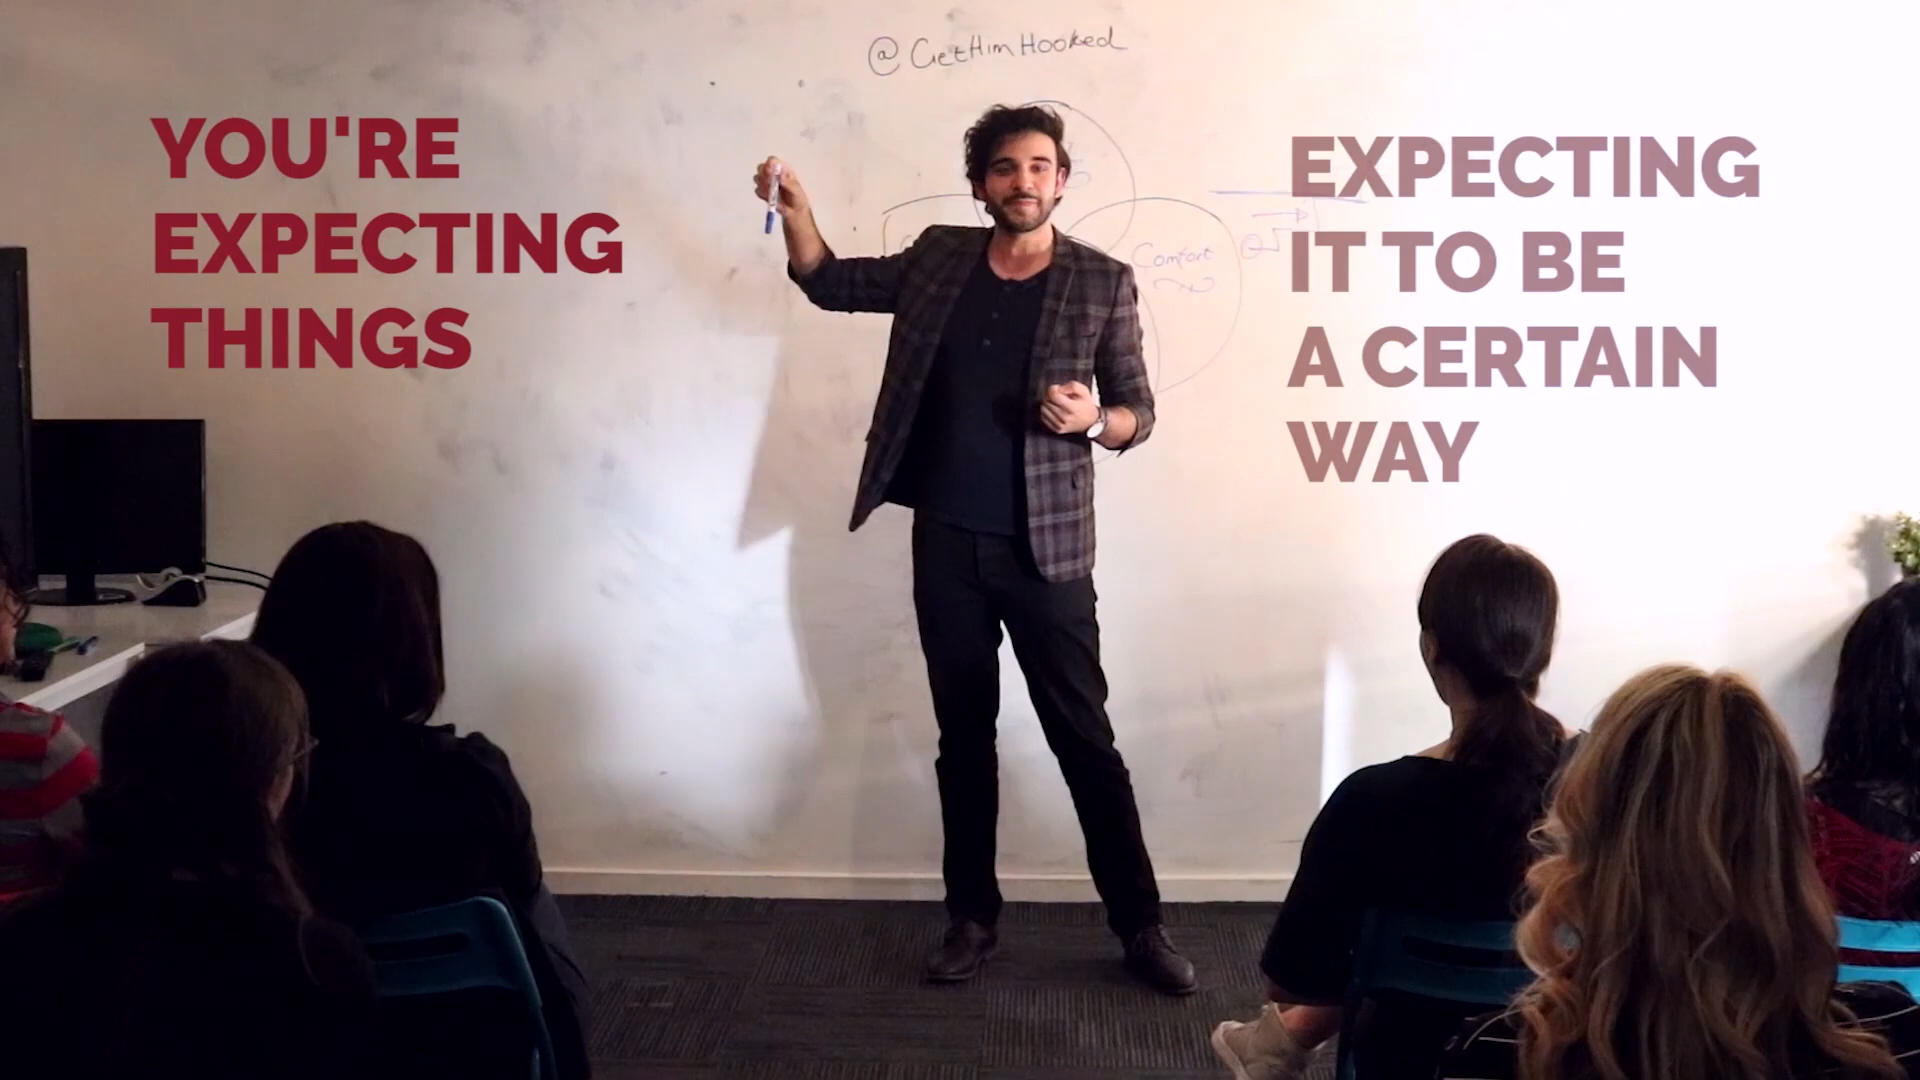 @GetHimHooked
YOU'RE
EXPECTING
THINGS
EXPECTING
IT TO BE
A CERTAIN
WAY
Comfort